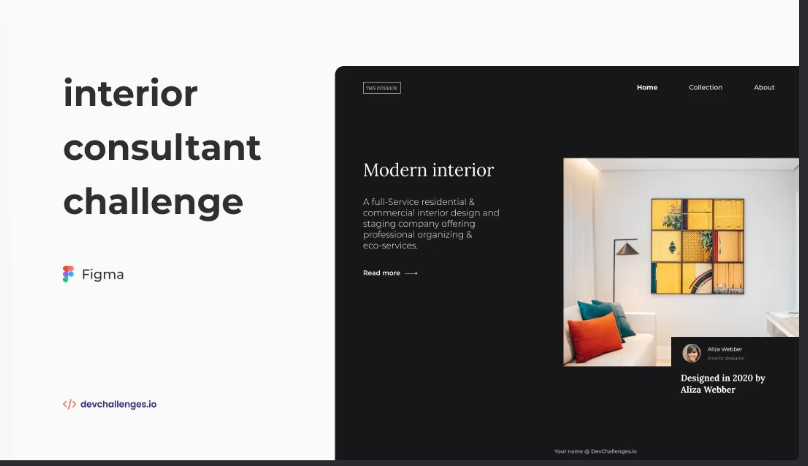 interior
consultant
challenge
Figma
</> devchallenges.io
THE INTERIOR
Home Collection About
Modern interior
A full-Service residential &
commercial interior design and
staging company offering
professional organizing &
eco-services.
Read more
Aliza Webber
Interior designer
Designed in 2020 by
Aliza Webber
Your name @ DevChallenges.io